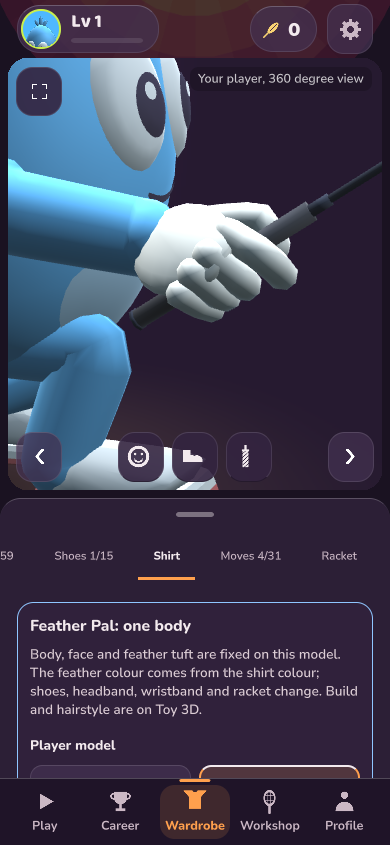 Lv 1
0
Your player, 360 degree view
59
Shoes 1/15
Shirt
Moves 4/31
Racket
Feather Pal: one body
Body, face and feather tuft are fixed on this model.
The feather colour comes from the shirt colour;
shoes, headband, wristband and racket change. Build
and hairstyle are on Toy 3D.
Player model
Play
Career
Wardrobe
Workshop
Profile